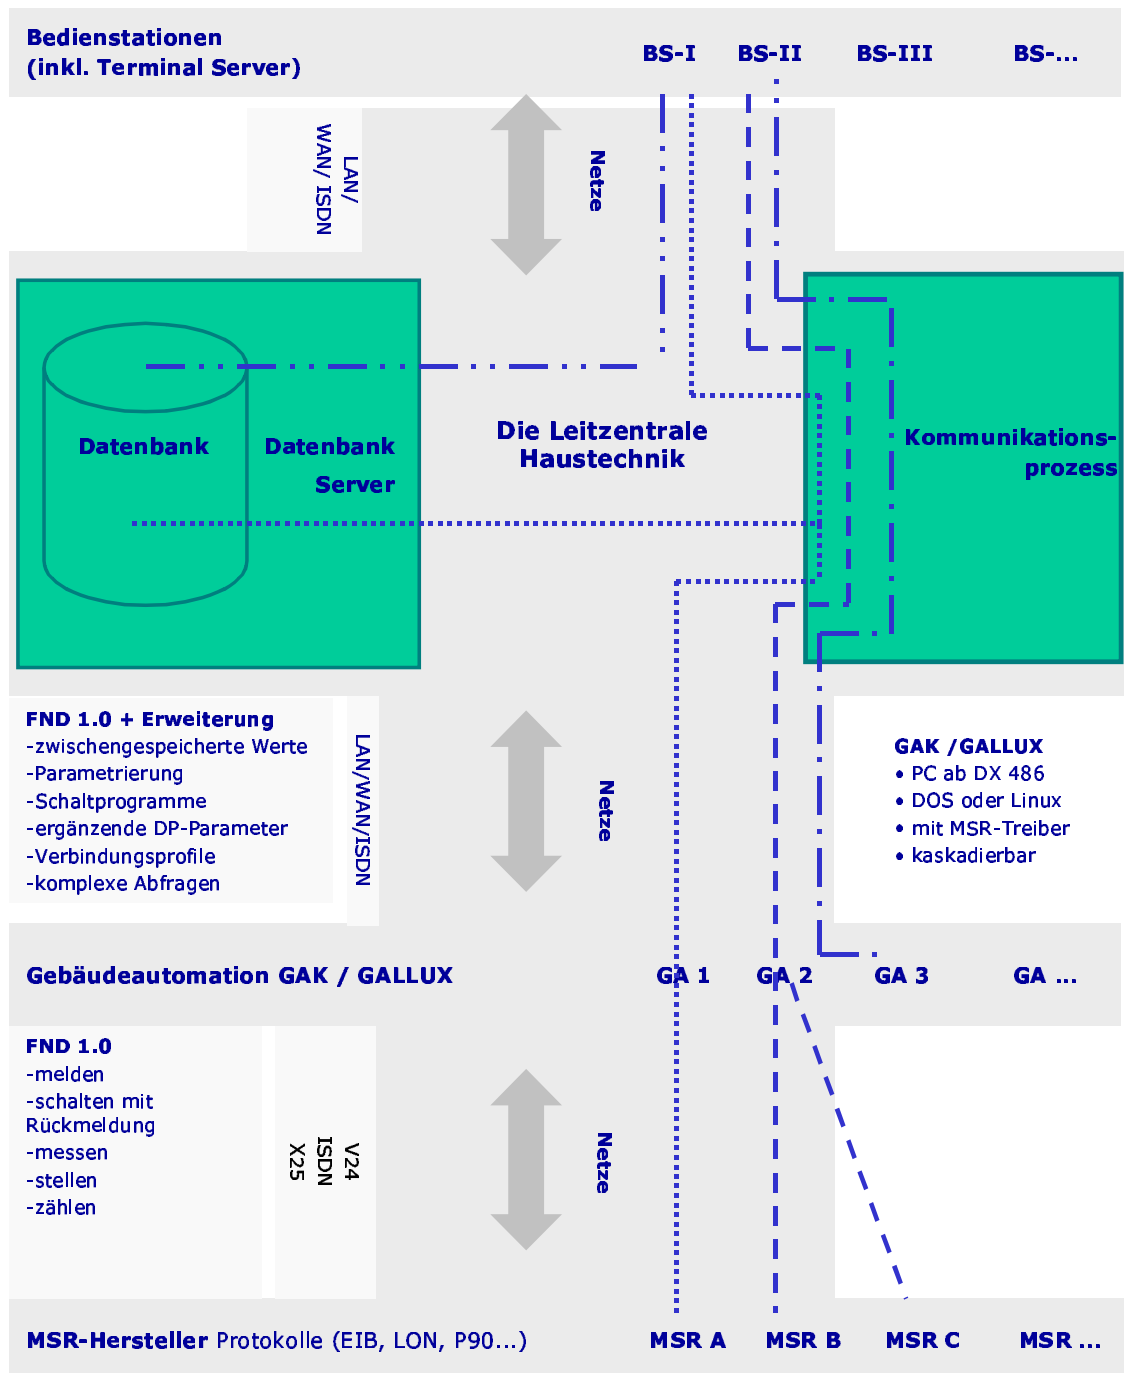 Bedienstationen
(inkl. Terminal Server)
BS-I BS-II BS-III BS-...
LAN/
WAN/ ISDN
Netze
Datenbank
Datenbank
Server
Die Leitzentrale
Haustechnik
Kommunikations-
prozess
FND 1.0 + Erweiterung
-zwischengespeicherte Werte
-Parametrierung
-Schaltprogramme
-ergänzende DP-Parameter
-Verbindungsprofile
-komplexe Abfragen
LAN/WAN/ISDN
Netze
GAK /GALLUX
• PC ab DX 486
• DOS oder Linux
• mit MSR-Treiber
• kaskadierbar
Gebäudeautomation GAK / GALLUX
GA 1 GA 2 GA 3 GA ...
FND 1.0
-melden
-schalten mit
Rückmeldung
-messen
-stellen
-zählen
V24
ISDN
X25
Netze
MSR-Hersteller Protokolle (EIB, LON, P90...)
MSR A MSR B MSR C MSR ...